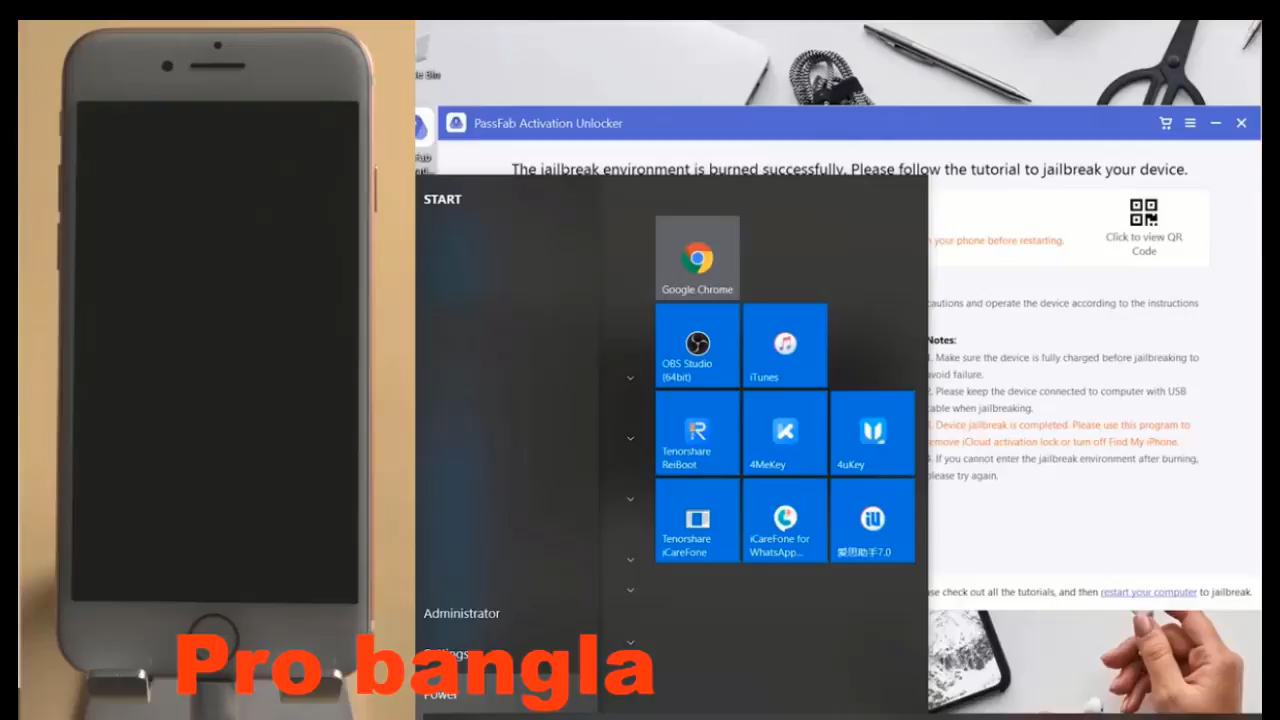 PassFab Activation Unlocker
The jailbreak environment is burned successfully. Please follow the tutorial to jailbreak your device.
START
your phone before restarting.
Click to view QR
Code
Google Chrome
cautions and operate the device according to the instructions
OBS Studio
(64bit)
iTunes
Notes:
1. Make sure the device is fully charged before jailbreaking to
avoid failure.
2. Please keep the device connected to computer with USB
cable when jailbreaking.
3. Device jailbreak is completed. Please use this program to
remove iCloud activation lock or turn off Find My iPhone.
4. If you cannot enter the jailbreak environment after burning,
please try again.
Tenorshare
ReiBoot
4MeKey
4uKey
Tenorshare
iCareFone
iCareFone for
WhatsApp...
爱思助手7.0
check out all the tutorials, and then restart your computer to jailbreak.
Administrator
Settings
Power
Pro bangla